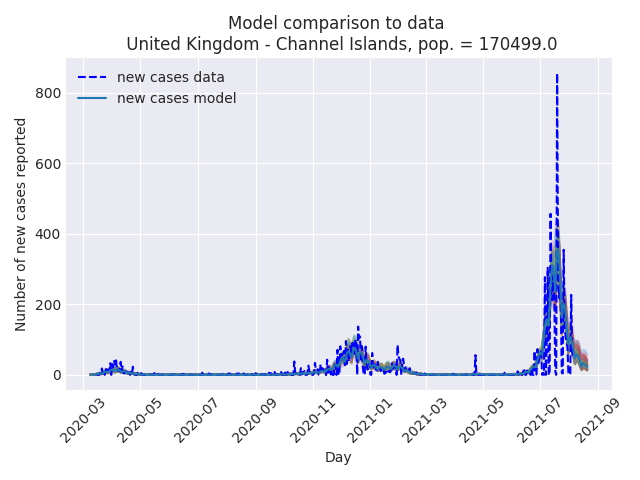 Model comparison to data
United Kingdom - Channel Islands, pop. = 170499.0
new cases data
new cases model
Number of new cases reported
800
600
400
200
0
2020-03
2020-05
2020-07
2020-09
2020-11
2021-01
2021-03
2021-05
2021-07
2021-09
Day